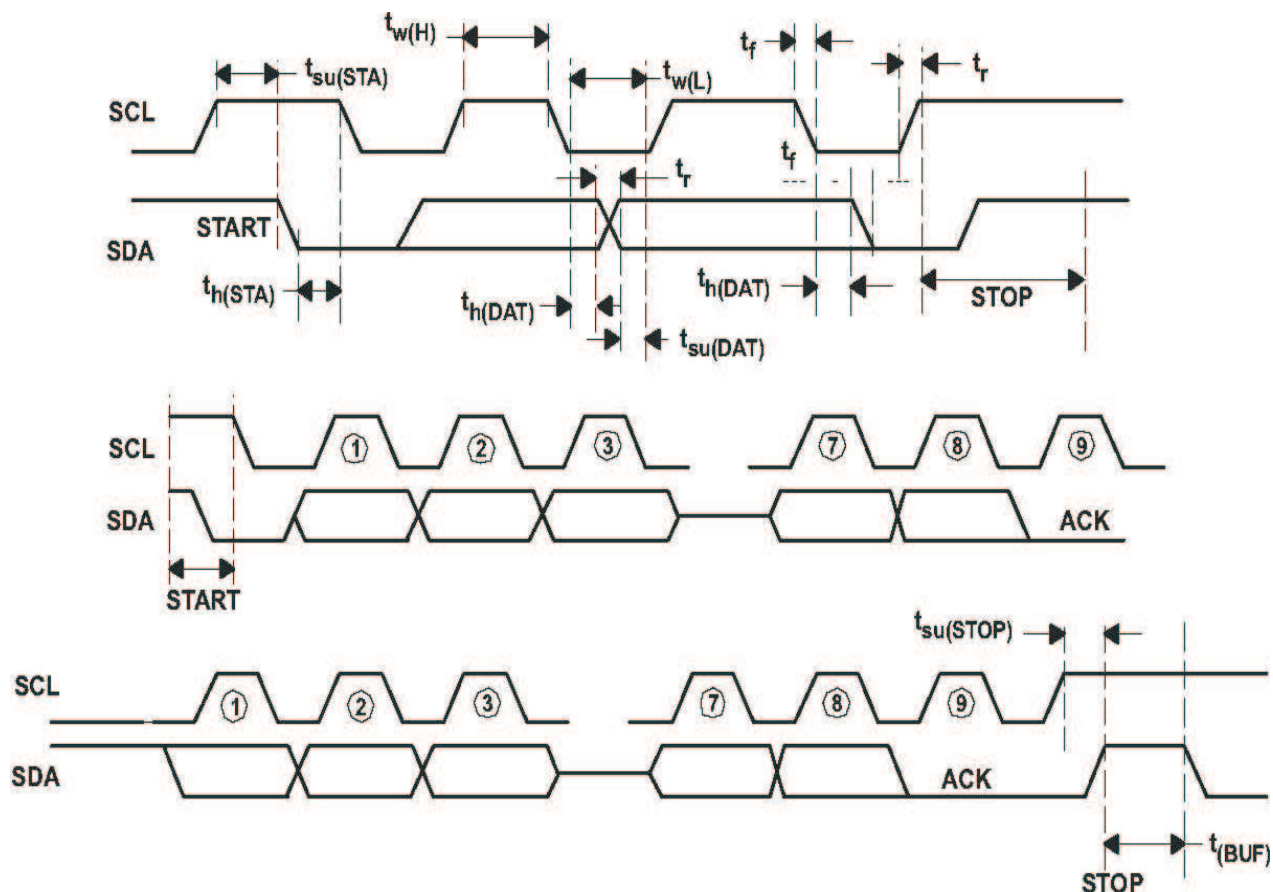 t_w(H)
t_f
t_su(STA)
t_w(L)
t_r
SCL
t_f
t_r
START
SDA
t_h(STA)
t_h(DAT)
t_h(DAT)
STOP
t_su(DAT)
SCL 1 2 3 7 8 9
SDA ACK
START
t_su(STOP)
SCL 1 2 3 7 8 9
SDA ACK
t_(BUF)
STOP